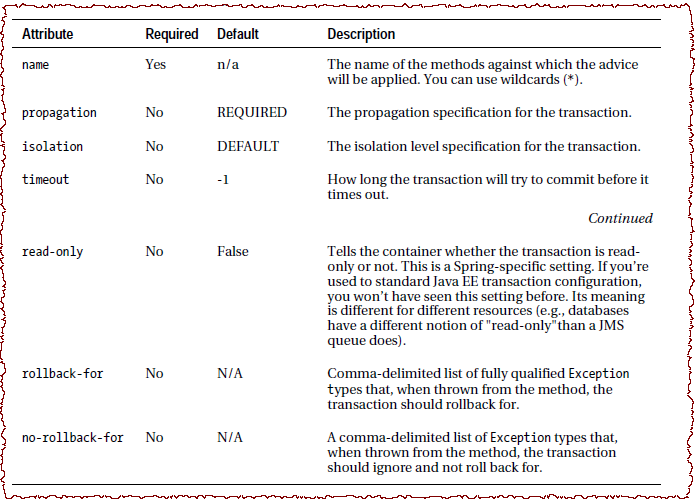 Attribute Required Default Description
name Yes n/a The name of the methods against which the advice
will be applied. You can use wildcards (*).
propagation No REQUIRED The propagation specification for the transaction.
isolation No DEFAULT The isolation level specification for the transaction.
timeout No -1 How long the transaction will try to commit before it
times out.
Continued
read-only No False Tells the container whether the transaction is read-
only or not. This is a Spring-specific setting. If you're
used to standard Java EE transaction configuration,
you won't have seen this setting before. Its meaning
is different for different resources (e.g., databases
have a different notion of "read-only"than a JMS
queue does).
rollback-for No N/A Comma-delimited list of fully qualified Exception
types that, when thrown from the method, the
transaction should rollback for.
no-rollback-for No N/A A comma-delimited list of Exception types that,
when thrown from the method, the transaction
should ignore and not roll back for.